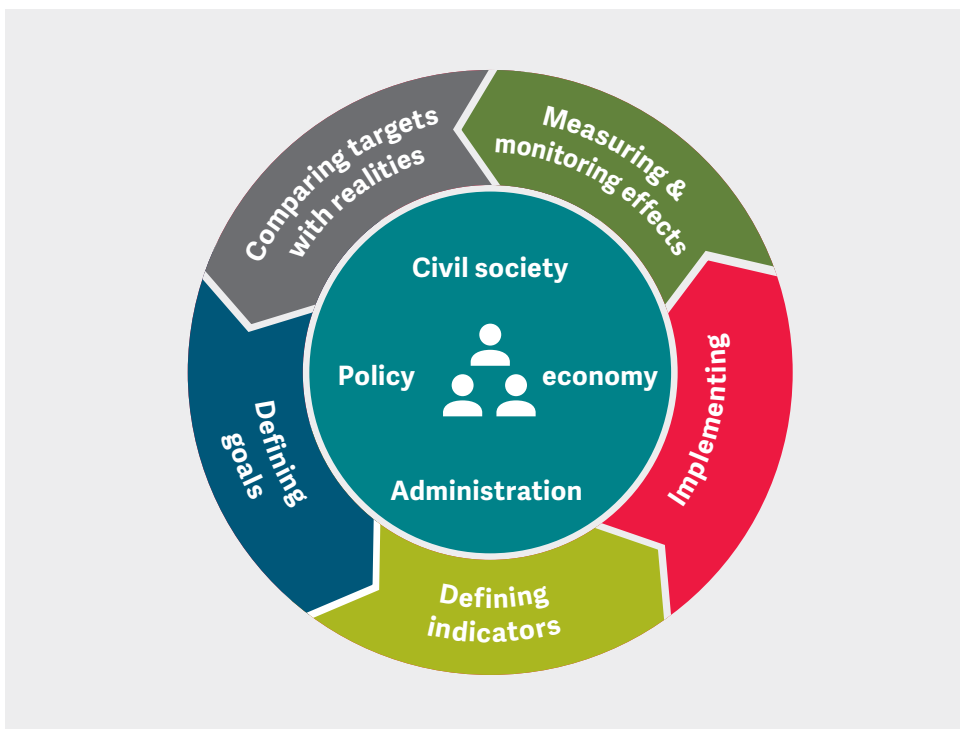 Comparing targets
with realities
Measuring &
monitoring effects
Civil society
Policy
economy
Administration
Implementing
Defining
goals
Defining
indicators